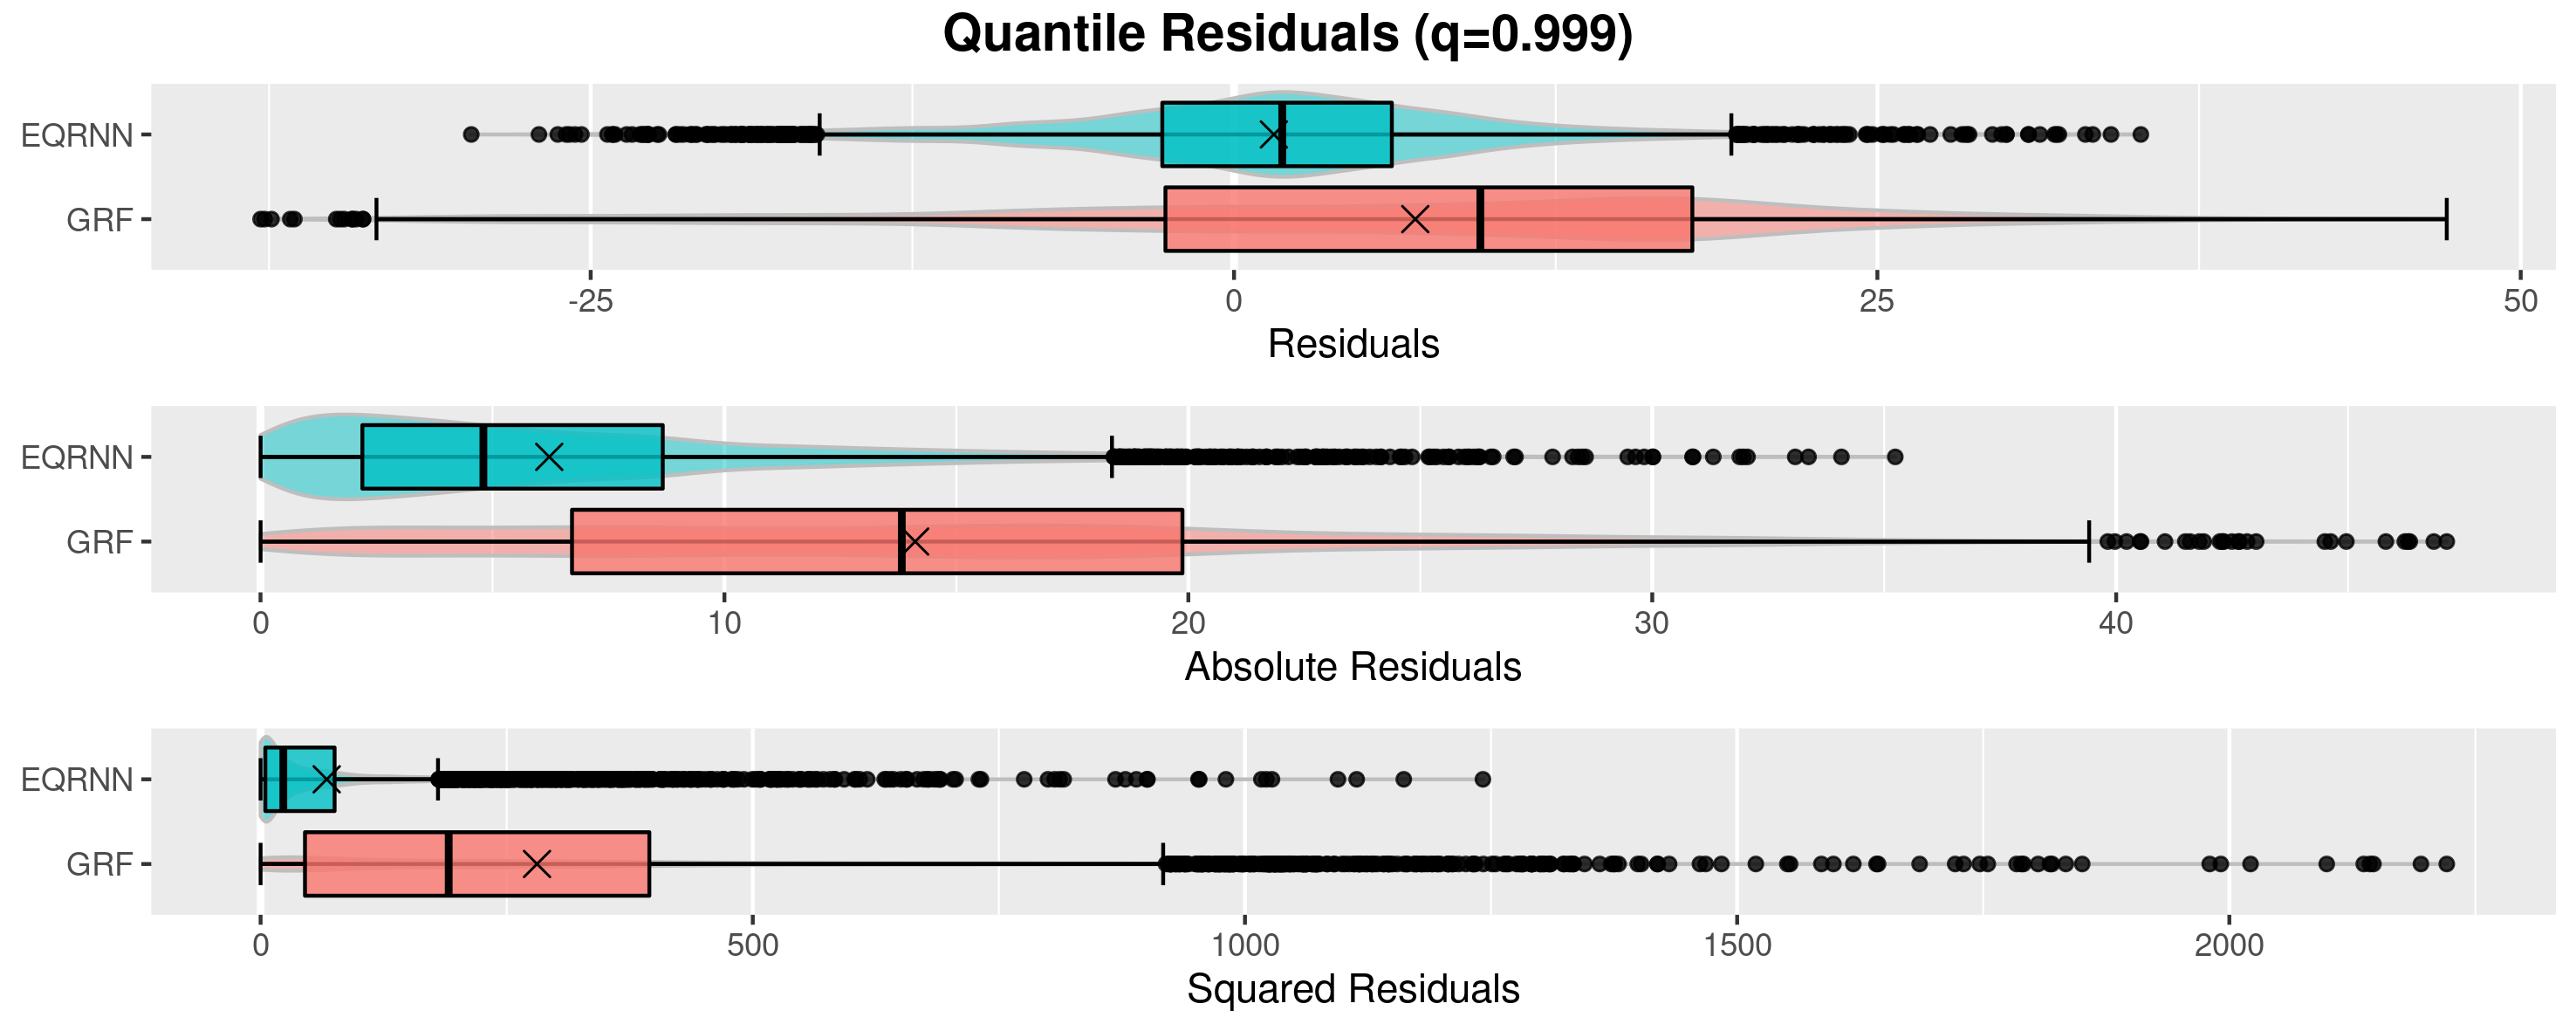 Quantile Residuals (q=0.999)
EQRNN
GRF
-25 0 25 50
Residuals
EQRNN
GRF
0 10 20 30 40
Absolute Residuals
EQRNN
GRF
0 500 1000 1500 2000
Squared Residuals